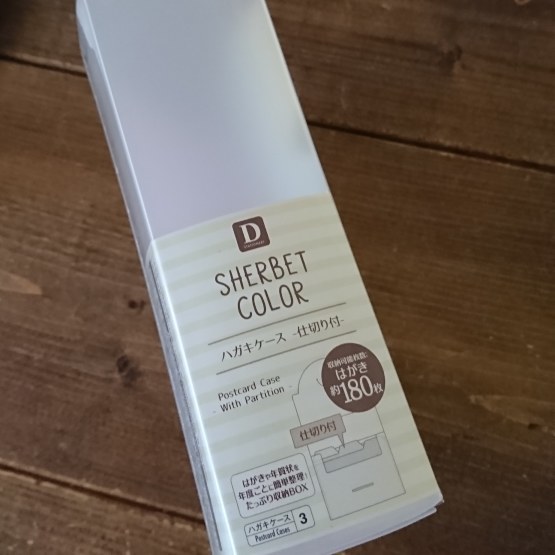 D
SHERBET
COLOR
ハガキケース -仕切り付-
Postcard Case
With Partition
収納可能枚数:
はがき
約180枚
仕切り付
はがきや年賀状を
年度ごとに簡単整理!
たっぷり収納BOX
ハガキケース
Postcard Cases
3